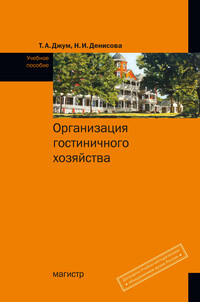 Т. А. Джум, Н. И. Денисова
Учебное
пособие
Организация
гостиничного
хозяйства
магистр